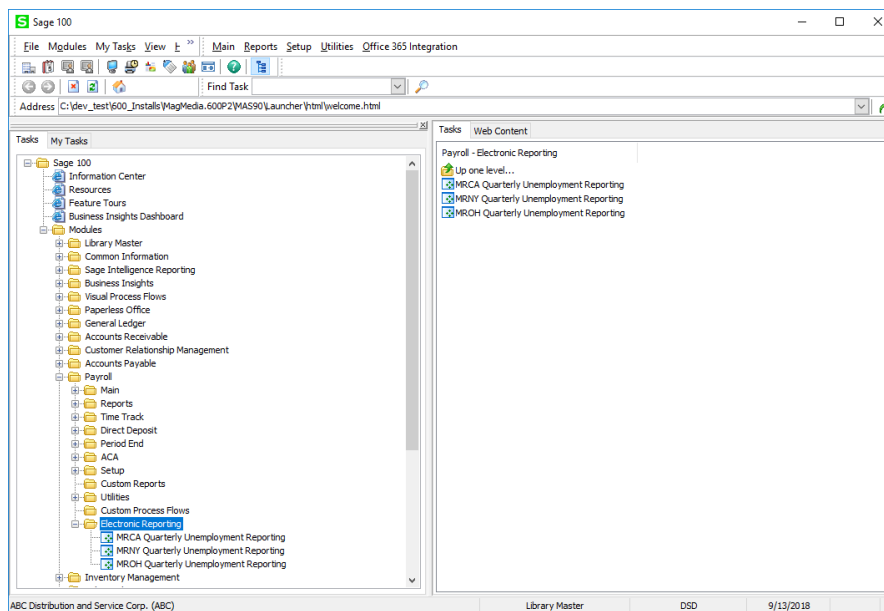 Sage 100
File Modules My Tasks View H » Main Reports Setup Utilities Office 365 Integration
Find Task
Address C:\dev_test\600_Installs\MagMedia.600P2\MAS90\Launcher\html\welcome.html
Tasks My Tasks
Sage 100
Information Center
Resources
Feature Tours
Business Insights Dashboard
Modules
Library Master
Common Information
Sage Intelligence Reporting
Business Insights
Visual Process Flows
Paperless Office
General Ledger
Accounts Receivable
Customer Relationship Management
Accounts Payable
Payroll
Main
Reports
Time Track
Direct Deposit
Period End
ACA
Setup
Custom Reports
Utilities
Custom Process Flows
Electronic Reporting
MRCA Quarterly Unemployment Reporting
MRNY Quarterly Unemployment Reporting
MROH Quarterly Unemployment Reporting
Inventory Management
Tasks Web Content
Payroll - Electronic Reporting
Up one level...
MRCA Quarterly Unemployment Reporting
MRNY Quarterly Unemployment Reporting
MROH Quarterly Unemployment Reporting
ABC Distribution and Service Corp. (ABC) Library Master DSD 9/13/2018